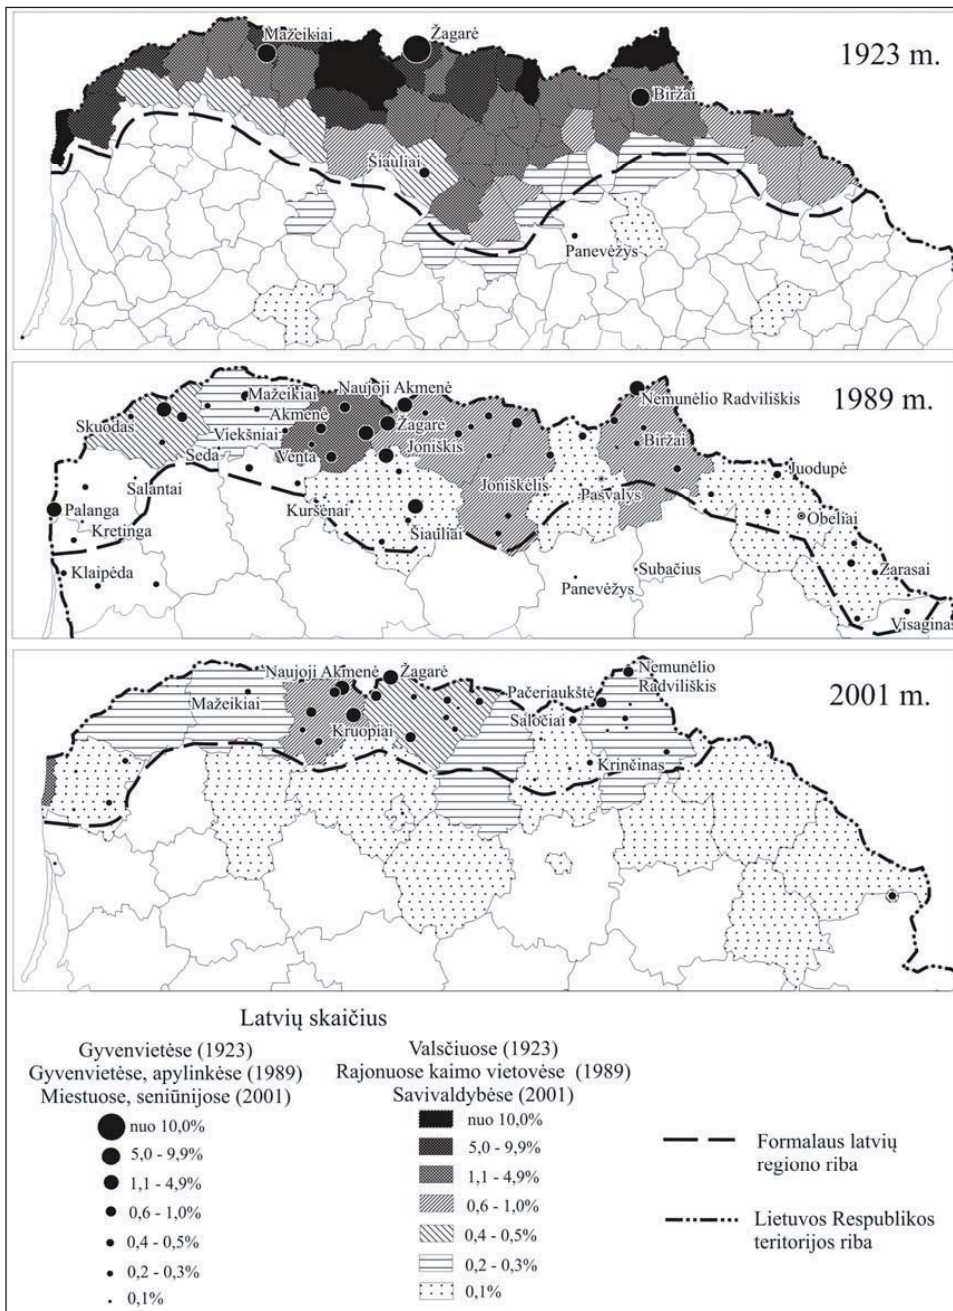 1923 m.
Mažeikiai
Žagarė
Biržai
Šiauliai
Panevėžys
1989 m.
Naujoji Akmenė
Nemunėlio Radviliškis
Mažeikiai
Akmenė
Skuodas
Viekšniai
Žagarė
Biržai
Seda
Venta
Joniškis
Juodupė
Salantai
Joniškėlis
Pasvalys
Palanga
Kuršėnai
Obeliai
Kretinga
Šiauliai
Klaipėda
Subačius
Zarasai
Panevėžys
Visaginas
2001 m.
Naujoji Akmenė
Žagarė
Nemunėlio
Radviliškis
Mažeikiai
Pačeriaukštė
Kruopiai
Saločiai
Krinčinas
Latvių skaičius
Gyvenvietėse (1923)
Gyvenvietėse, apylinkėse (1989)
Miestuose, seniūnijose (2001)
nuo 10,0%
5,0 - 9,9%
1,1 - 4,9%
0,6 - 1,0%
0,4 - 0,5%
0,2 - 0,3%
0,1%
Valsčiuose (1923)
Rajonuose kaimo vietovėse (1989)
Savivaldybėse (2001)
nuo 10,0%
5,0 - 9,9%
1,1 - 4,9%
0,6 - 1,0%
0,4 - 0,5%
0,2 - 0,3%
0,1%
Formalaus latvių
regiono riba
Lietuvos Respublikos
teritorijos riba